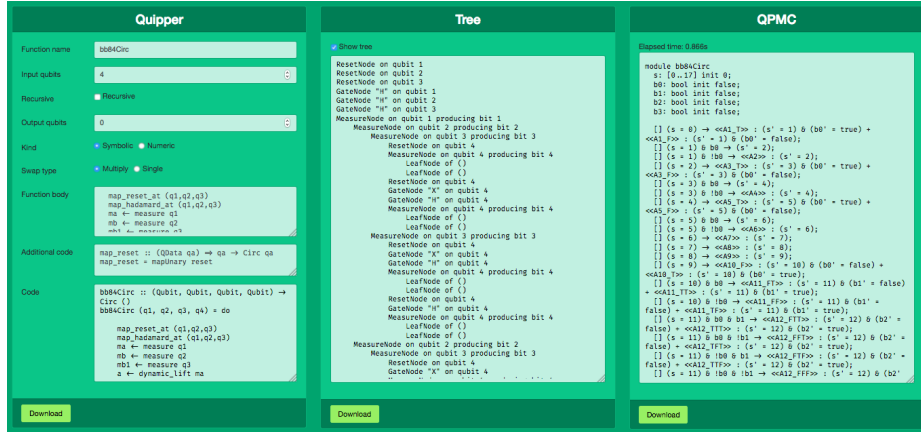 Quipper
Function name
bb84Circ
Input qubits
4
Recursive
Recursive
Output qubits
0
Kind
Symbolic
Numeric
Swap type
Multiply
Single
Function body
map_reset_at (q1,q2,q3)
map_hadamard_at (q1,q2,q3)
ma ← measure q1
mb ← measure q2
mb1 ← measure q3
Additional code
map_reset :: (QData qa) ⇒ qa → Circ qa
map_reset = mapUnary reset
Code
bb84Circ :: (Qubit, Qubit, Qubit, Qubit) →
Circ ()
bb84Circ (q1, q2, q3, q4) = do
map_reset_at (q1,q2,q3)
map_hadamard_at (q1,q2,q3)
ma ← measure q1
mb ← measure q2
mb1 ← measure q3
a ← dynamic_lift ma
Download
Tree
Show tree
ResetNode on qubit 1
ResetNode on qubit 2
ResetNode on qubit 3
GateNode "H" on qubit 1
GateNode "H" on qubit 2
GateNode "H" on qubit 3
MeasureNode on qubit 1 producing bit 1
MeasureNode on qubit 2 producing bit 2
MeasureNode on qubit 3 producing bit 3
ResetNode on qubit 4
MeasureNode on qubit 4 producing bit 4
LeafNode of ()
LeafNode of ()
ResetNode on qubit 4
GateNode "X" on qubit 4
MeasureNode on qubit 4 producing bit 4
LeafNode of ()
LeafNode of ()
MeasureNode on qubit 3 producing bit 3
ResetNode on qubit 4
GateNode "X" on qubit 4
GateNode "H" on qubit 4
MeasureNode on qubit 4 producing bit 4
LeafNode of ()
LeafNode of ()
ResetNode on qubit 4
GateNode "H" on qubit 4
MeasureNode on qubit 4 producing bit 4
LeafNode of ()
LeafNode of ()
MeasureNode on qubit 2 producing bit 2
MeasureNode on qubit 3 producing bit 3
ResetNode on qubit 4
GateNode "X" on qubit 4
Download
QPMC
Elapsed time: 0.866s
module bb84Circ
s: [0..17] init 0;
b0: bool init false;
b1: bool init false;
b2: bool init false;
b3: bool init false;
[] (s = 0) → <<A1_T>> : (s' = 1) & (b0' = true) +
<<A1_F>> : (s' = 1) & (b0' = false);
[] (s = 1) & b0 → (s' = 2);
[] (s = 1) & !b0 → <<A2>> : (s' = 2);
[] (s = 2) → <<A3_T>> : (s' = 3) & (b0' = true) +
<<A3_F>> : (s' = 3) & (b0' = false);
[] (s = 3) & b0 → (s' = 4);
[] (s = 3) & !b0 → <<A4>> : (s' = 4);
[] (s = 4) → <<A5_T>> : (s' = 5) & (b0' = true) +
<<A5_F>> : (s' = 5) & (b0' = false);
[] (s = 5) & b0 → (s' = 6);
[] (s = 5) & !b0 → <<A6>> : (s' = 6);
[] (s = 6) → <<A7>> : (s' = 7);
[] (s = 7) → <<A8>> : (s' = 8);
[] (s = 8) → <<A9>> : (s' = 9);
[] (s = 9) → <<A10_F>> : (s' = 10) & (b0' = false) +
<<A10_T>> : (s' = 10) & (b0' = true);
[] (s = 10) & b0 → <<A11_FT>> : (s' = 11) & (b1' = false)
+ <<A11_TT>> : (s' = 11) & (b1' = true);
[] (s = 10) & !b0 → <<A11_FF>> : (s' = 11) & (b1' =
false) + <<A11_TF>> : (s' = 11) & (b1' = true);
[] (s = 11) & b0 & b1 → <<A12_FTT>> : (s' = 12) & (b2' =
false) + <<A12_TTT>> : (s' = 12) & (b2' = true);
[] (s = 11) & b0 & !b1 → <<A12_FFT>> : (s' = 12) & (b2' =
false) + <<A12_TFT>> : (s' = 12) & (b2' = true);
[] (s = 11) & !b0 & b1 → <<A12_FTF>> : (s' = 12) & (b2' =
false) + <<A12_TTF>> : (s' = 12) & (b2' = true);
[] (s = 11) & !b0 & !b1 → <<A12_FFF>> : (s' = 12) & (b2'
Download